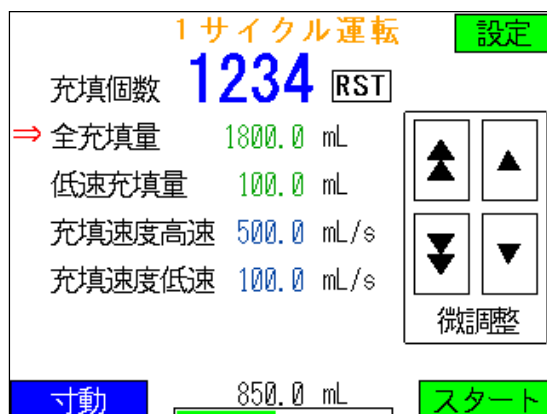 1サイクル運転 設定
充填個数 1234 RST
⇒ 全充填量 1800.0 mL
低速充填量 100.0 mL
充填速度高速 500.0 mL/s
充填速度低速 100.0 mL/s
微調整
寸動 850.0 mL スタート